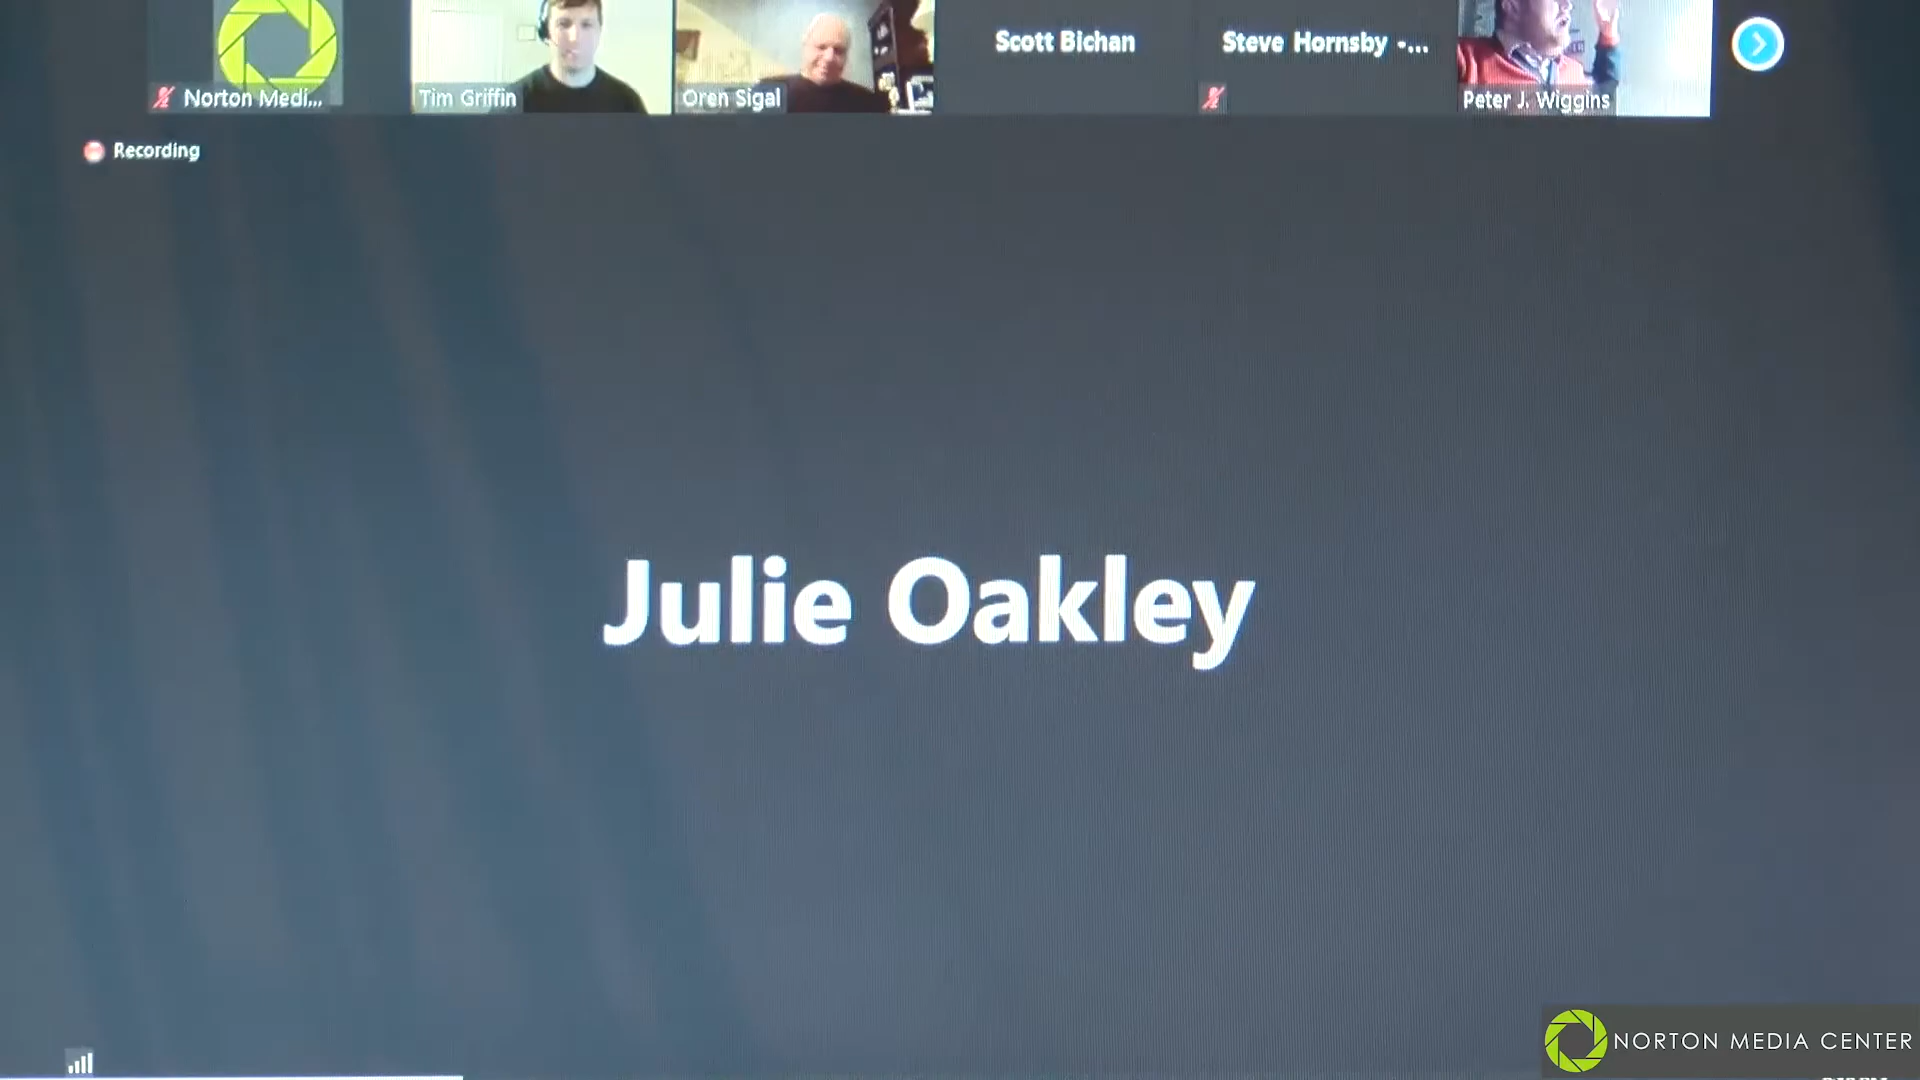 Scott Bichan
Steve Hornsby -...
Norton Medi...
Tim Griffin
Oren Sigal
Peter J. Wiggins
Recording
Julie Oakley
NORTON MEDIA CENTER